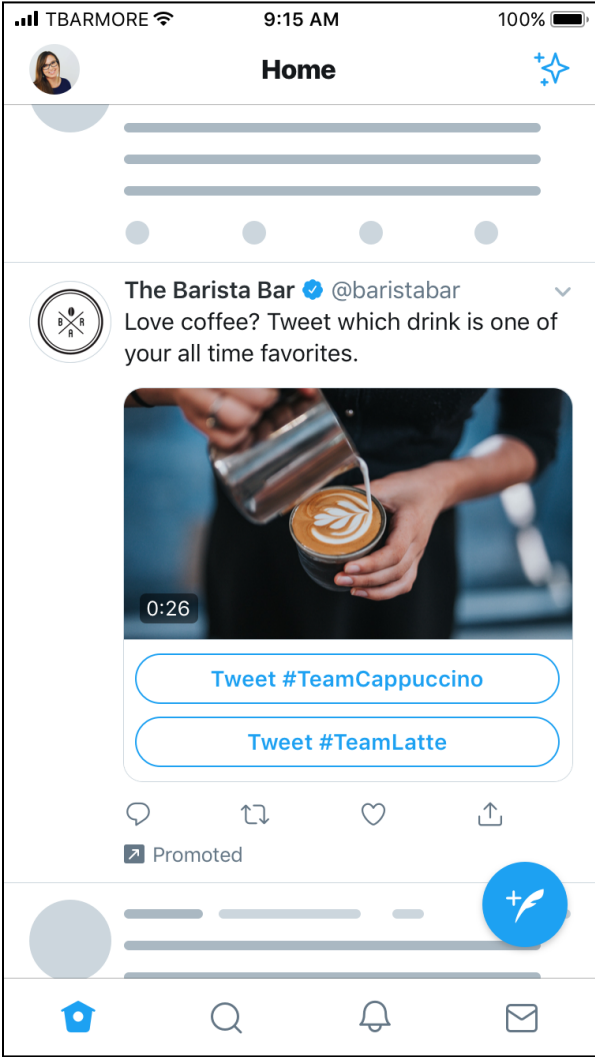 TBARMORE 9:15 AM 100%
Home
The Barista Bar @baristabar
Love coffee? Tweet which drink is one of
your all time favorites.
B R
A
0:26
Tweet #TeamCappuccino
Tweet #TeamLatte
Promoted